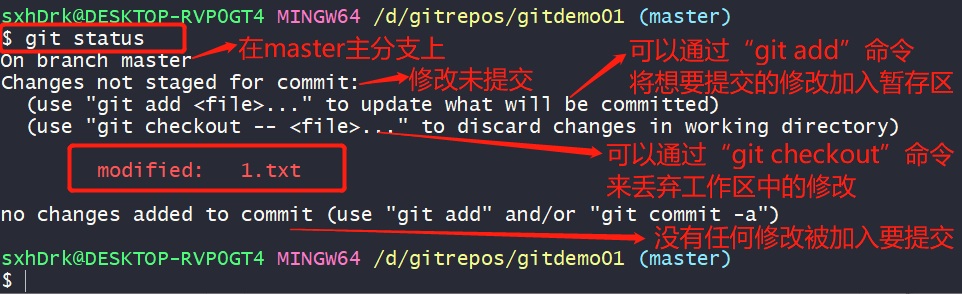 sxhDrk@DESKTOP-RVP0GT4 MINGW64 /d/gitrepos/gitdemo01 (master)
$ git status
On branch master
在master主分支上
Changes not staged for commit:
修改未提交
可以通过“git add”命令
将想要提交的修改加入暂存区
(use "git add <file>..." to update what will be committed)
(use "git checkout -- <file>..." to discard changes in working directory)
可以通过“git checkout”命令
来丢弃工作区中的修改
modified: 1.txt
no changes added to commit (use "git add" and/or "git commit -a")
没有任何修改被加入要提交
sxhDrk@DESKTOP-RVP0GT4 MINGW64 /d/gitrepos/gitdemo01 (master)
$